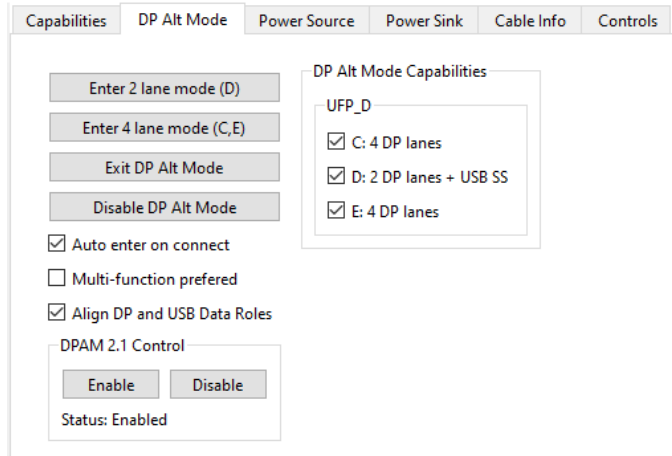 Capabilities
DP Alt Mode
Power Source
Power Sink
Cable Info
Controls
Enter 2 lane mode (D)
Enter 4 lane mode (C,E)
Exit DP Alt Mode
Disable DP Alt Mode
Auto enter on connect
Multi-function prefered
Align DP and USB Data Roles
DPAM 2.1 Control
Enable
Disable
Status: Enabled
DP Alt Mode Capabilities
UFP_D
C: 4 DP lanes
D: 2 DP lanes + USB SS
E: 4 DP lanes